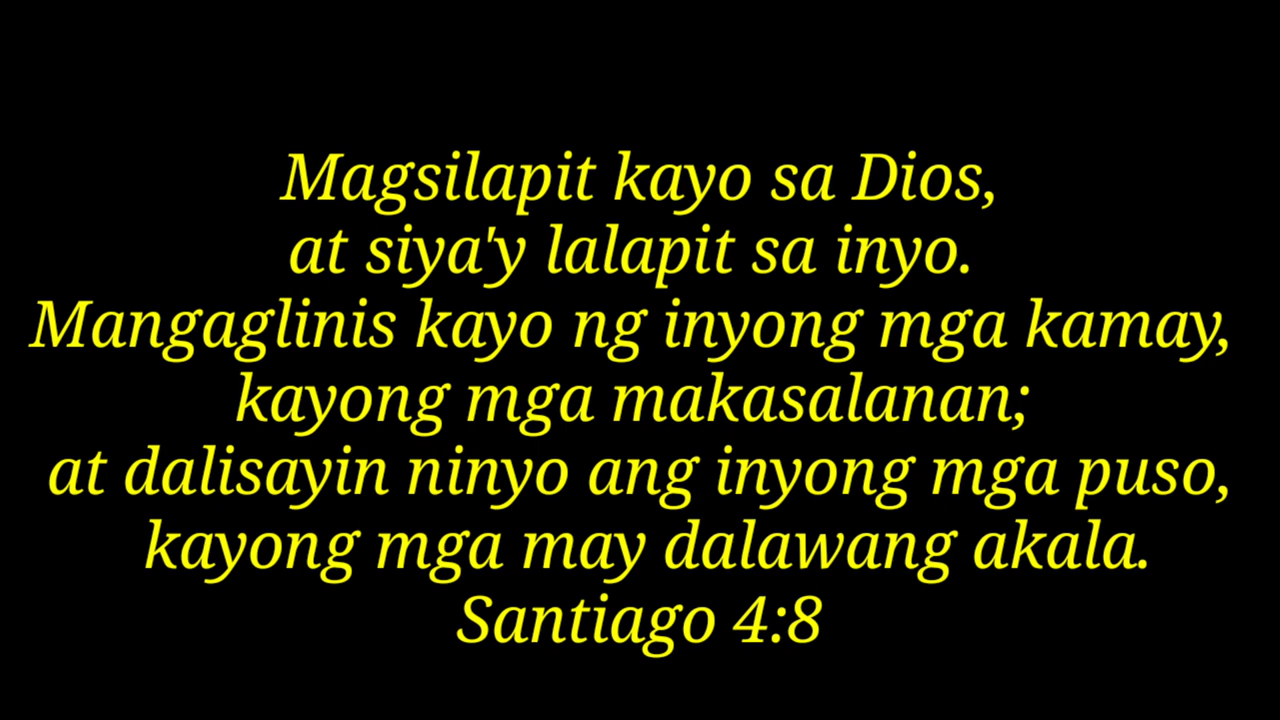 Magsilapit kayo sa Dios,
at siya'y lalapit sa inyo.
Mangaglinis kayo ng inyong mga kamay,
kayong mga makasalanan;
at dalisayin ninyo ang inyong mga puso,
kayong mga may dalawang akala.
Santiago 4:8